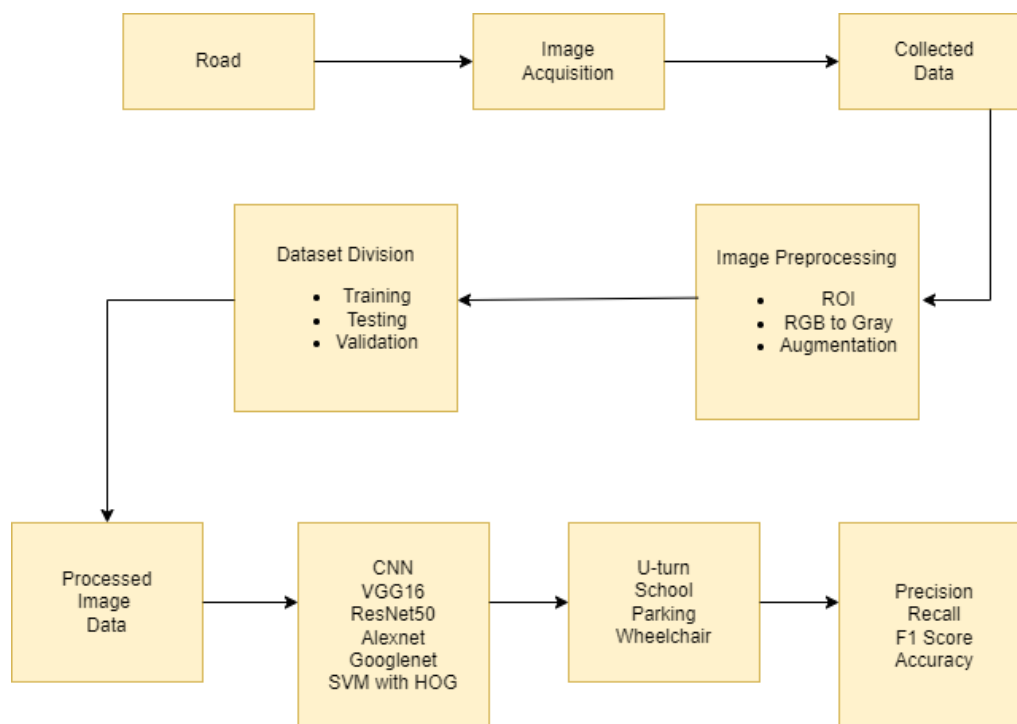 Road
Image
Acquisition
Collected
Data
Image Preprocessing
• ROI
• RGB to Gray
• Augmentation
Dataset Division
• Training
• Testing
• Validation
Processed
Image
Data
CNN
VGG16
ResNet50
Alexnet
Googlenet
SVM with HOG
U-turn
School
Parking
Wheelchair
Precision
Recall
F1 Score
Accuracy